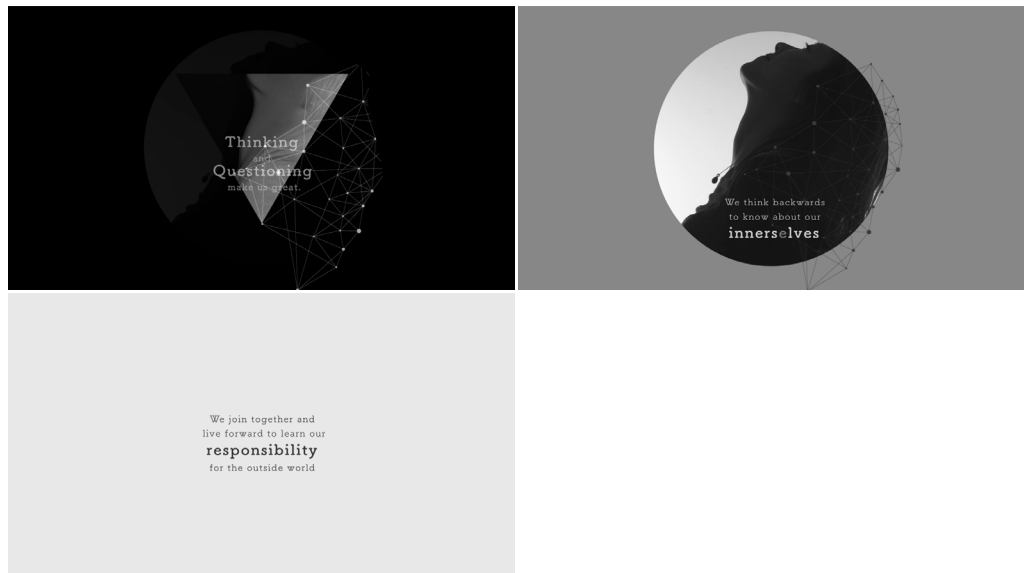 Thinking
and
Questioning
make us great.
We think backwards
to know about our
innerselves
We join together and
live forward to learn our
responsibility
for the outside world